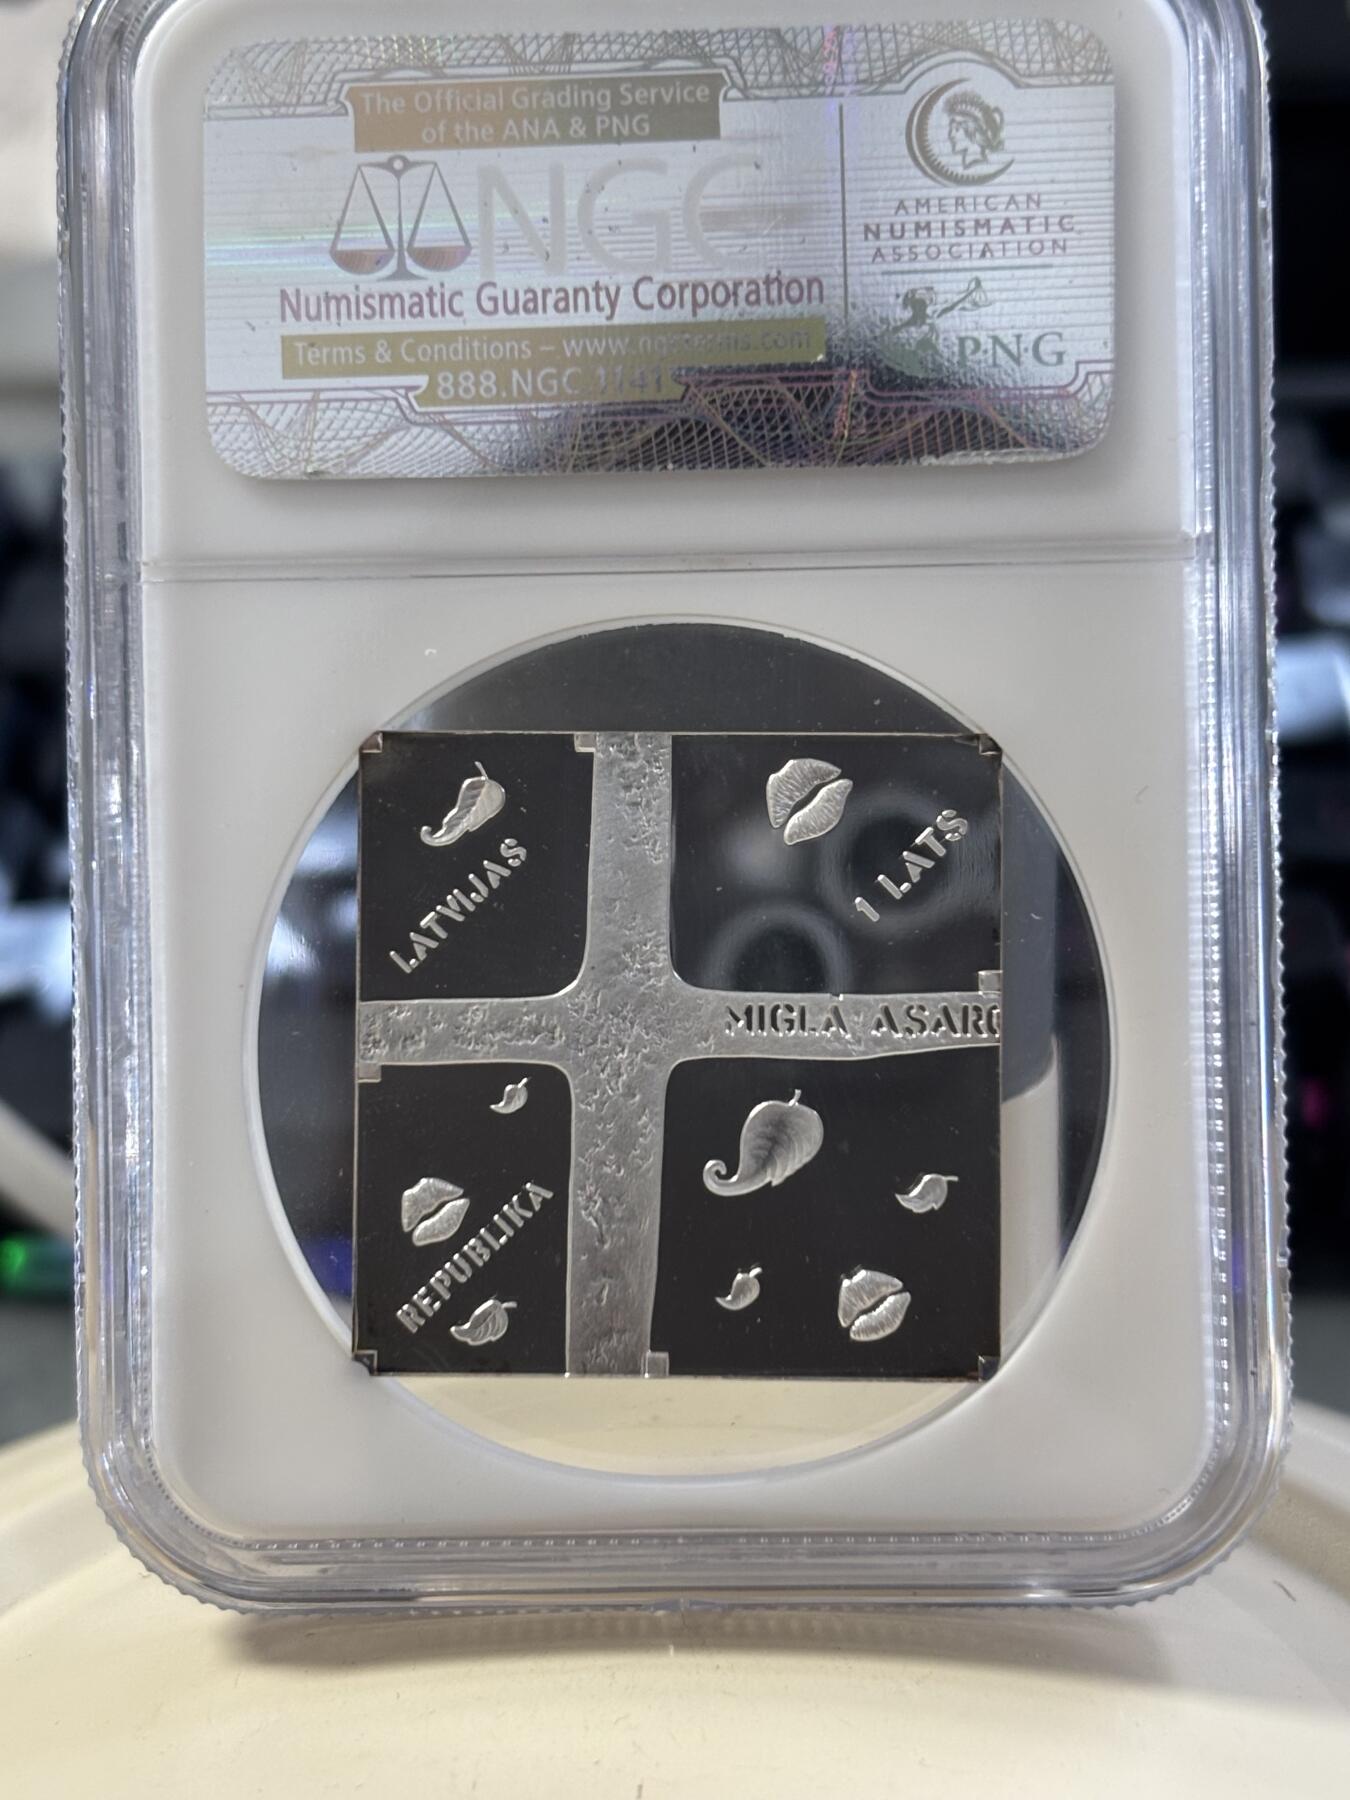 The Official Grading Service
of the ANA & PNG
NGC
Numismatic Guaranty Corporation
Terms & Conditions – www.ngccoins.com
888.NGC.1141
AMERICAN
NUMISMATIC
ASSOCIATION
PNG
LATVIJAS
1 LATS
MIGLA ASARO
REPUBLIKA